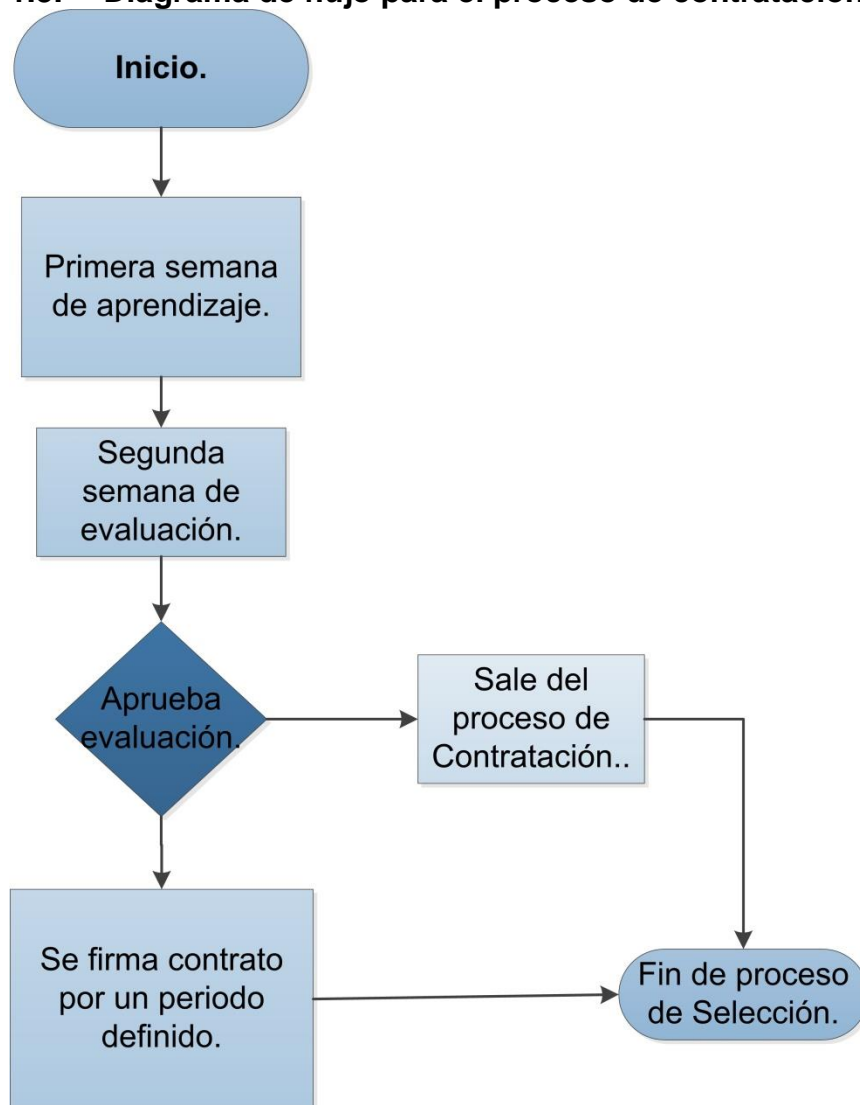 Diagrama de flujo para el proceso de contratación
Inicio.
Primera semana
de aprendizaje.
Segunda
semana de
evaluación.
Aprueba
evaluación.
Sale del
proceso de
Contratación..
Se firma contrato
por un periodo
definido.
Fin de proceso
de Selección.